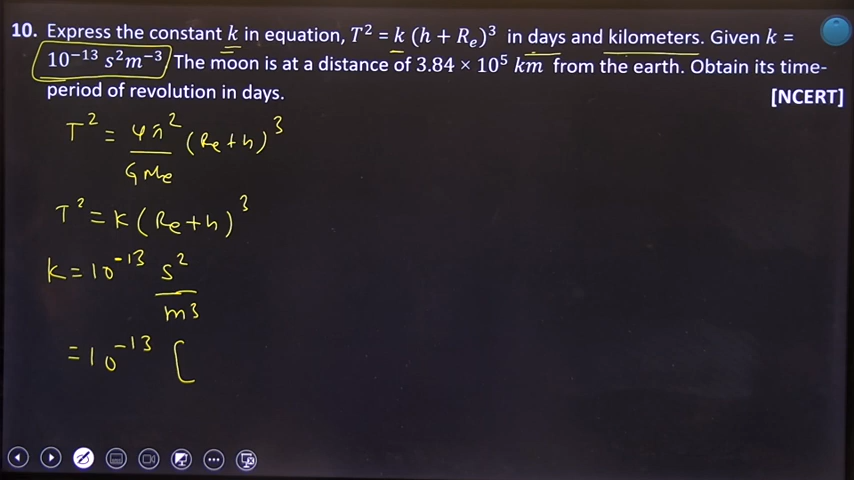 10. Express the constant k in equation, T² = k (h + Rₑ)³ in days and kilometers. Given k =
10⁻¹³ s²m⁻³ The moon is at a distance of 3.84 × 10⁵ km from the earth. Obtain its time-
period of revolution in days. [NCERT]
T² = 4π²/GMe (Re+h)³
T² = K (Re+h)³
K = 10⁻¹³ s²/m3
= 10⁻¹³ [